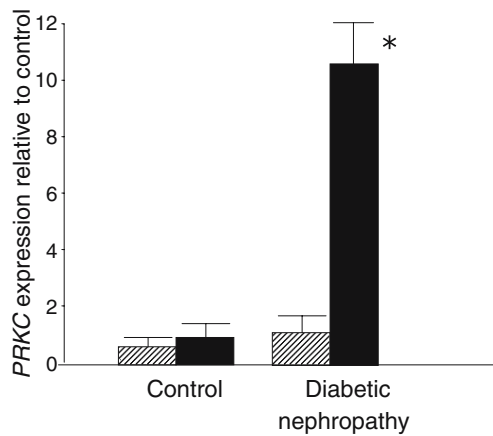 PRKC expression relative to control
12
10
8
6
4
2
0
*
Control
Diabetic
nephropathy